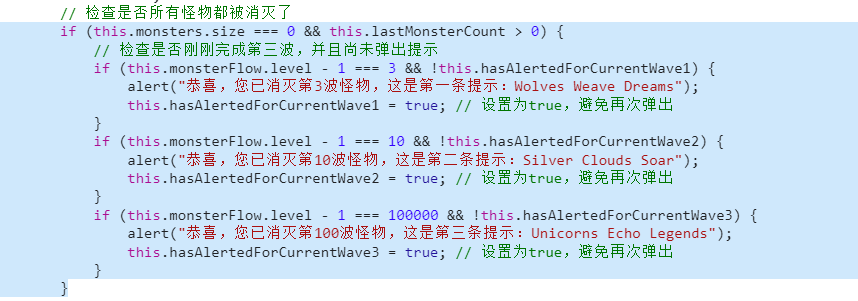 // 检查是否所有怪物都被消灭了
if (this.monsters.size === 0 && this.lastMonsterCount > 0) {
// 检查是否刚刚完成第三波，并且尚未弹出提示
if (this.monsterFlow.level - 1 === 3 && !this.hasAlertedForCurrentWave1) {
alert("恭喜，您已消灭第3波怪物，这是第一条提示：Wolves Weave Dreams");
this.hasAlertedForCurrentWave1 = true; // 设置为true，避免再次弹出
}
if (this.monsterFlow.level - 1 === 10 && !this.hasAlertedForCurrentWave2) {
alert("恭喜，您已消灭第10波怪物，这是第二条提示：Silver Clouds Soar");
this.hasAlertedForCurrentWave2 = true; // 设置为true，避免再次弹出
}
if (this.monsterFlow.level - 1 === 100000 && !this.hasAlertedForCurrentWave3) {
alert("恭喜，您已消灭第100波怪物，这是第三条提示：Unicorns Echo Legends");
this.hasAlertedForCurrentWave3 = true; // 设置为true，避免再次弹出
}
}